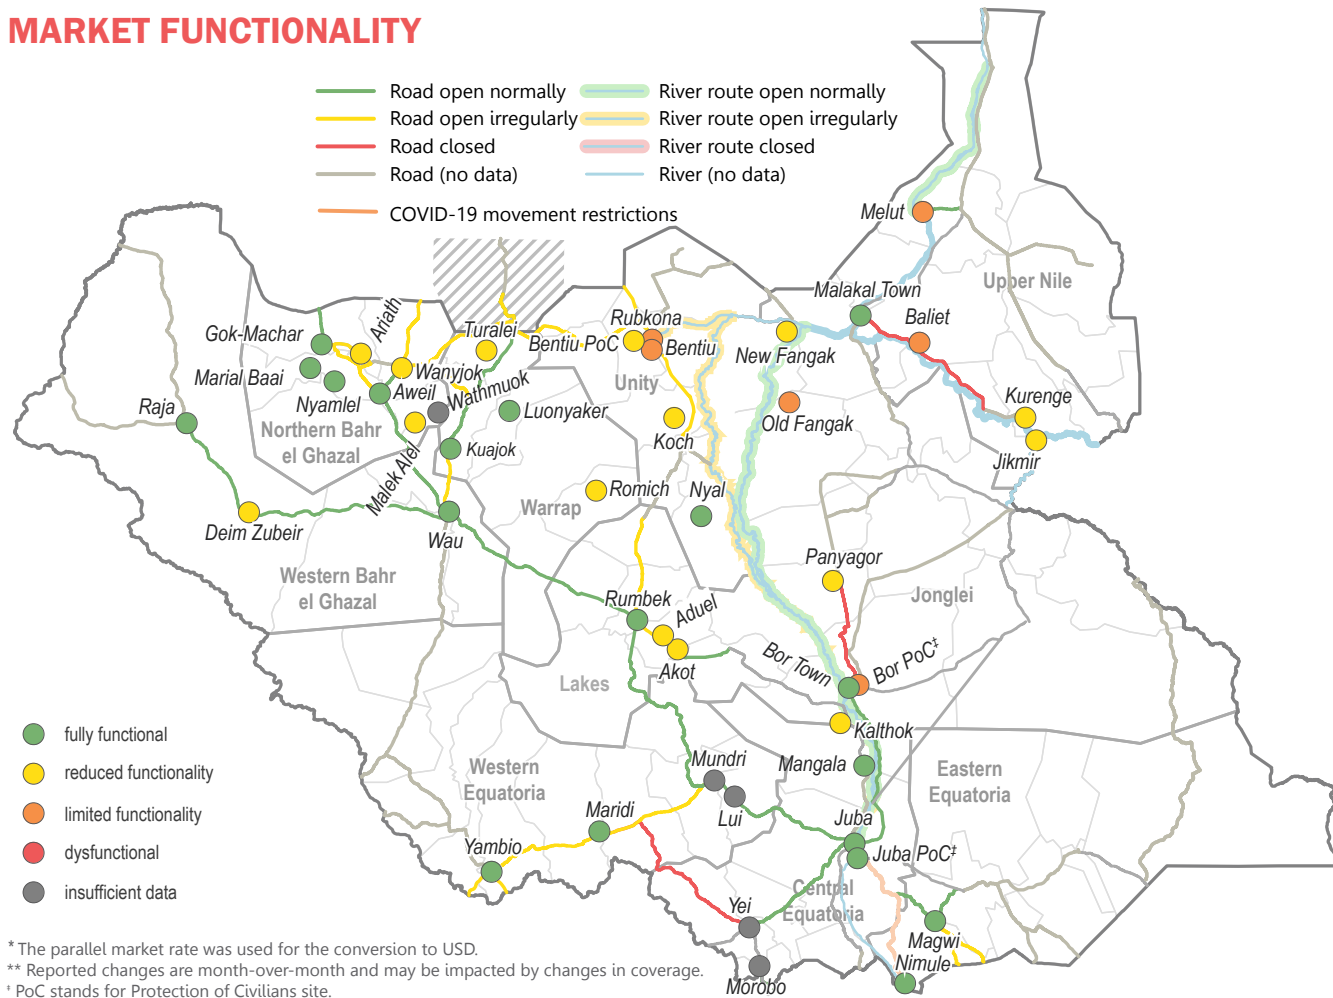 MARKET FUNCTIONALITY
Road open normally
River route open normally
Road open irregularly
River route open irregularly
Road closed
River route closed
Road (no data)
River (no data)
COVID-19 movement restrictions
Melut
Upper Nile
Malakal Town
Baliet
Ariath
Gok-Machar
Turalei
Rubkona
Bentiu PoC
Bentiu
New Fangak
Marial Baai
Wanyjok
Unity
Nyamlel
Aweil
Wathmuok
Kurenge
Raja
Luonyaker
Old Fangak
Northern Bahr
el Ghazal
Koch
Kuajok
Jikmir
Malek Alel
Romich
Nyal
Warrap
Deim Zubeir
Wau
Panyagor
Western Bahr
el Ghazal
Jonglei
Rumbek
Aduel
Bor Town
Bor PoC‡
Akot
Lakes
Kalthok
fully functional
Mundri
Mangala
Western
Equatoria
Eastern
Equatoria
reduced functionality
Maridi
Lui
Juba
limited functionality
Yambio
Juba PoC‡
dysfunctional
Central
Equatoria
insufficient data
Yei
Magwi
Nimule
Morobo
* The parallel market rate was used for the conversion to USD.
** Reported changes are month-over-month and may be impacted by changes in coverage.
‡ PoC stands for Protection of Civilians site.